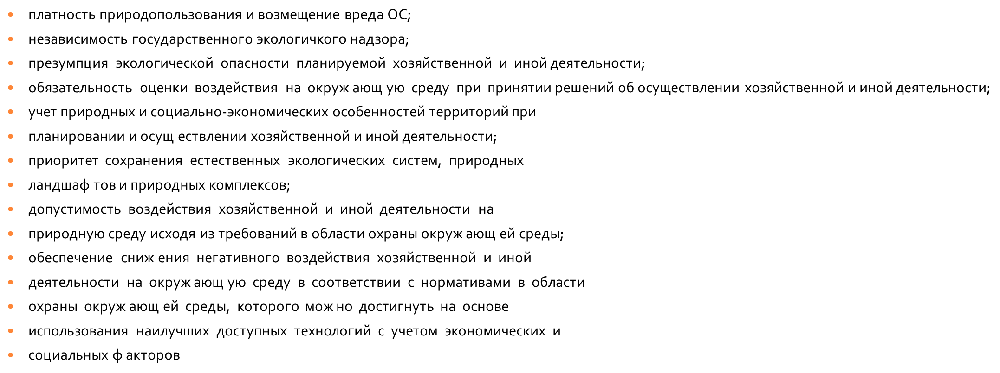 • платность природопользования и возмещение вреда ОС;
• независимость государственного экологичкого надзора;
• презумпция экологической опасности планируемой хозяйственной и иной деятельности;
• обязательность оценки воздействия на окруж ающ ую среду при принятии решений об осуществлении хозяйственной и иной деятельности;
• учет природных и социально-экономических особенностей территорий при
• планировании и осущ ествлении хозяйственной и иной деятельности;
• приоритет сохранения естественных экологических систем, природных
• ландшаф тов и природных комплексов;
• допустимость воздействия хозяйственной и иной деятельности на
• природную среду исходя из требований в области охраны окруж ающ ей среды;
• обеспечение сниж ения негативного воздействия хозяйственной и иной
• деятельности на окруж ающ ую среду в соответствии с нормативами в области
• охраны окруж ающ ей среды, которого мож но достигнуть на основе
• использования наилучших доступных технологий с учетом экономических и
• социальных ф акторов